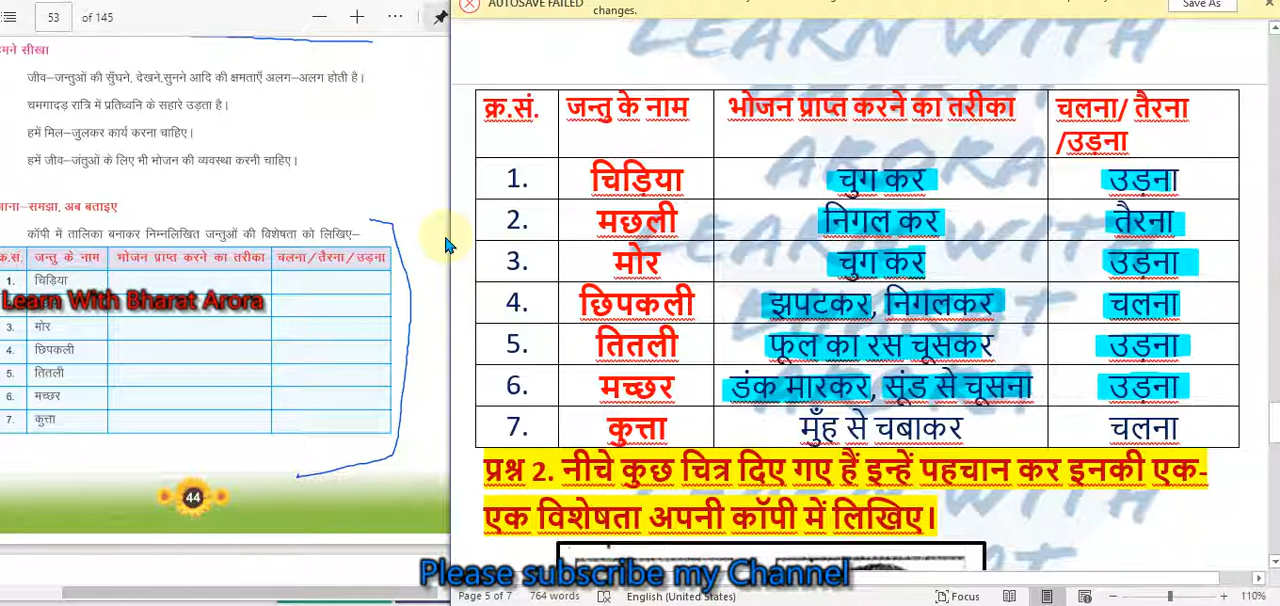 53 of 145
हमने सीखा
जीव–जन्तुओं की सूँघने, देखने,सुनने आदि की क्षमताएँ अलग–अलग होती है।
चमगादड़ रात्रि में प्रतिध्वनि के सहारे उड़ता है।
हमें मिल–जुलकर कार्य करना चाहिए।
हमें जीव–जंतुओं के लिए भी भोजन की व्यवस्था करनी चाहिए।
जाना–समझा, अब बताइए
कॉपी में तालिका बनाकर निम्नलिखित जन्तुओं की विशेषता को लिखिए–
क्र.सं. जन्तु के नाम भोजन प्राप्त करने का तरीका चलना/तैरना/उड़ना
1. चिड़िया
Learn With Bharat Arora
3. मोर
4. छिपकली
5. तितली
6. मच्छर
7. कुत्ता
44
AUTOSAVE FAILED
changes.
Save As
LEARN WITH
क्र.सं. जन्तु के नाम भोजन प्राप्त करने का तरीका चलना/ तैरना
/उड़ना
1. चिड़िया चुग कर उड़ना
2. मछली निगल कर तैरना
3. मोर चुग कर उड़ना
4. छिपकली झपटकर, निगलकर चलना
5. तितली फूल का रस चूसकर उड़ना
6. मच्छर डंक मारकर, सूंड से चूसना उड़ना
7. कुत्ता मुँह से चबाकर चलना
प्रश्न 2. नीचे कुछ चित्र दिए गए हैं इन्हें पहचान कर इनकी एक-
एक विशेषता अपनी कॉपी में लिखिए।
Please subscribe my Channel
Page 5 of 7 764 words English (United States) Focus 110%